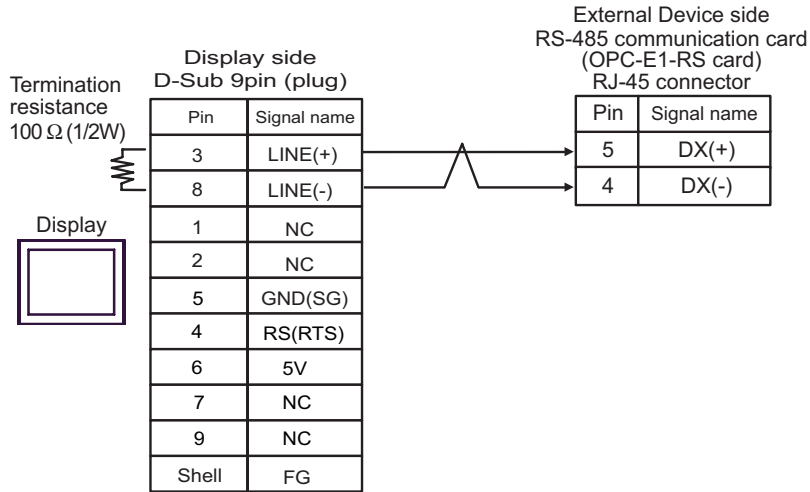 External Device side
RS-485 communication card
(OPC-E1-RS card)
RJ-45 connector
Display side
D-Sub 9pin (plug)
Termination
resistance
100 Ω (1/2W)
Pin Signal name
3 LINE(+)
8 LINE(-)
1 NC
2 NC
5 GND(SG)
4 RS(RTS)
6 5V
7 NC
9 NC
Shell FG
Pin Signal name
5 DX(+)
4 DX(-)
Display